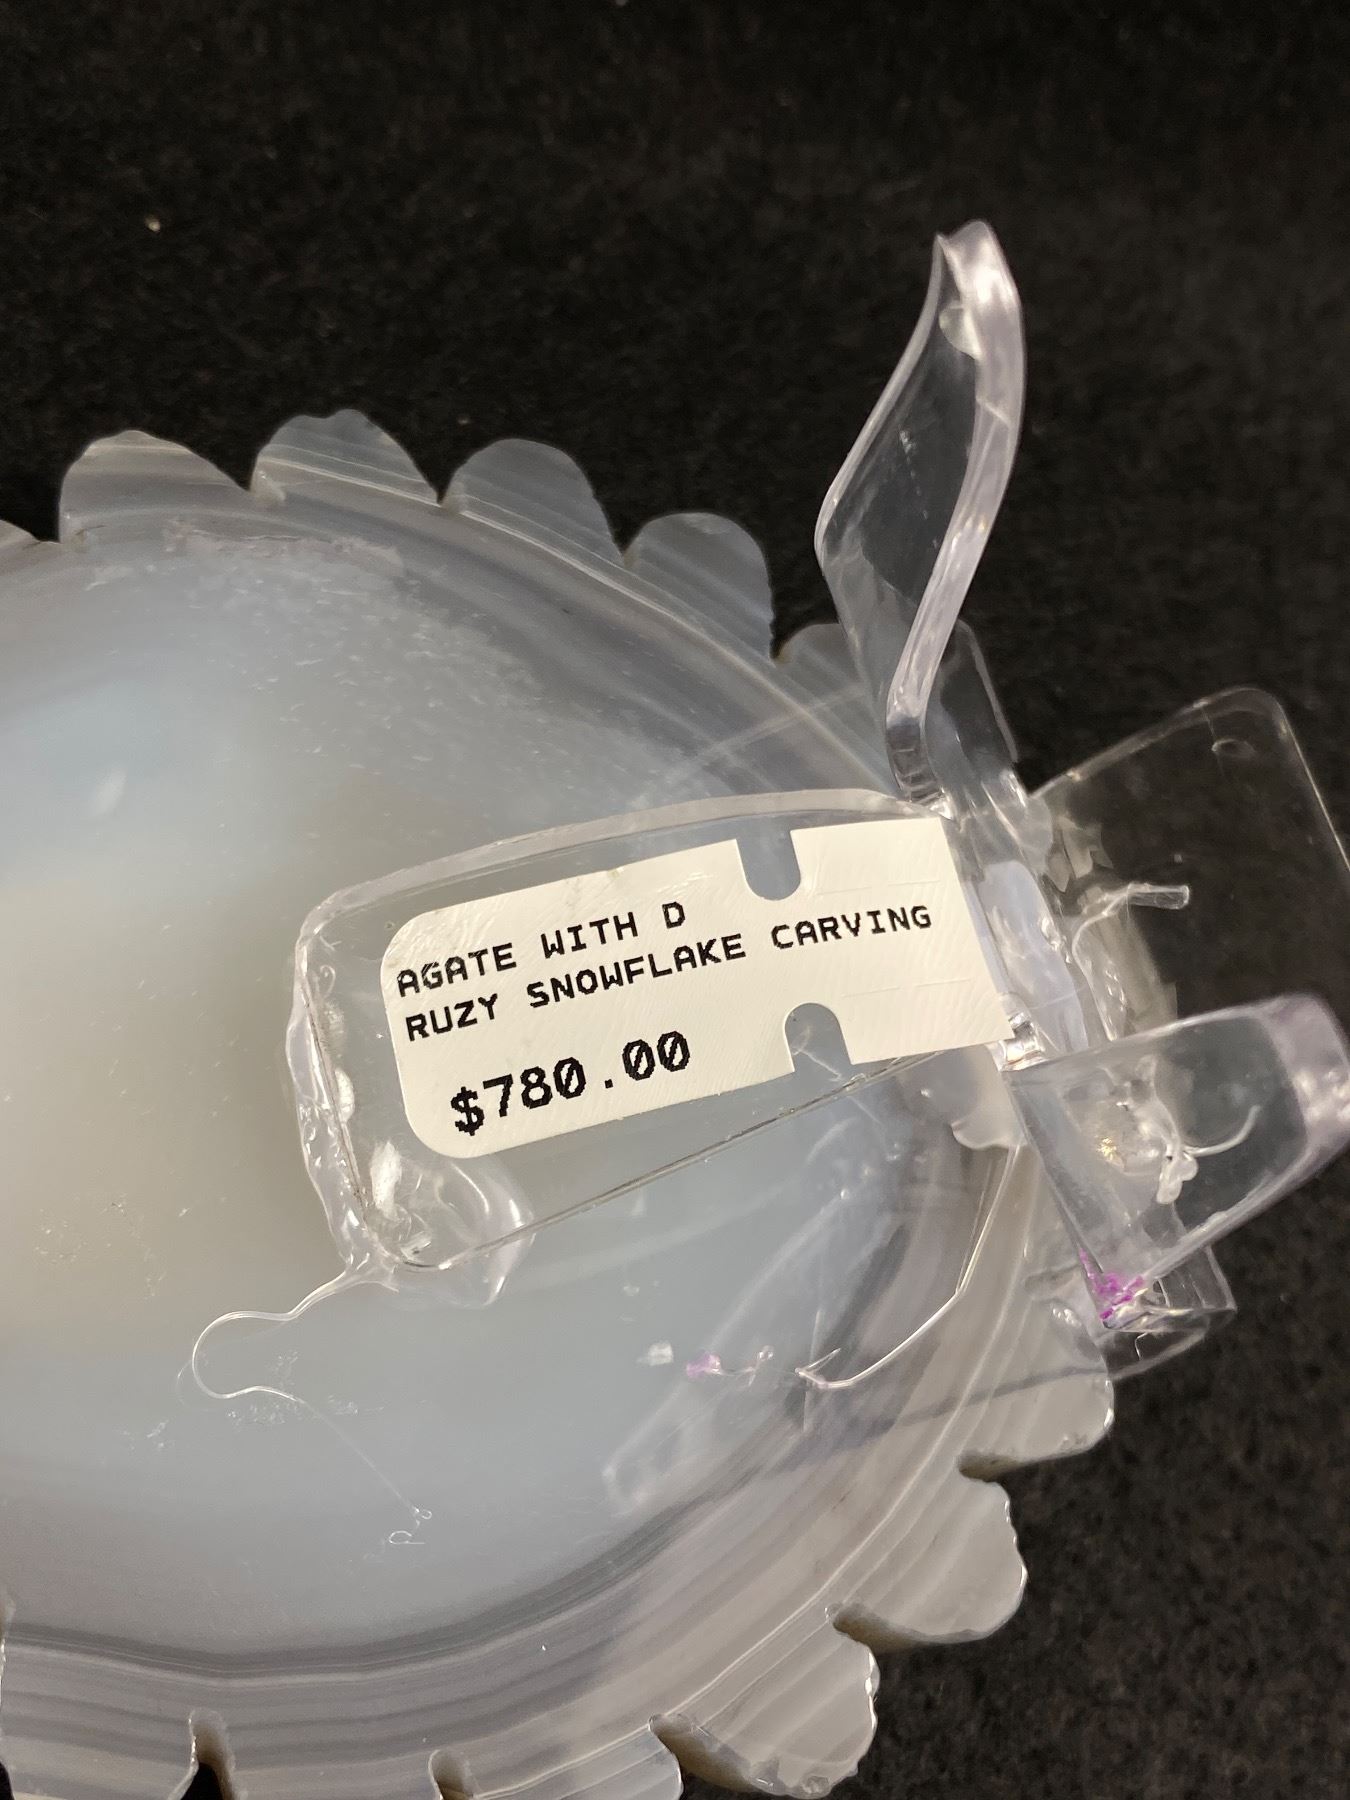 AGATE WITH D
RUZY SNOWFLAKE CARVING
$780.00